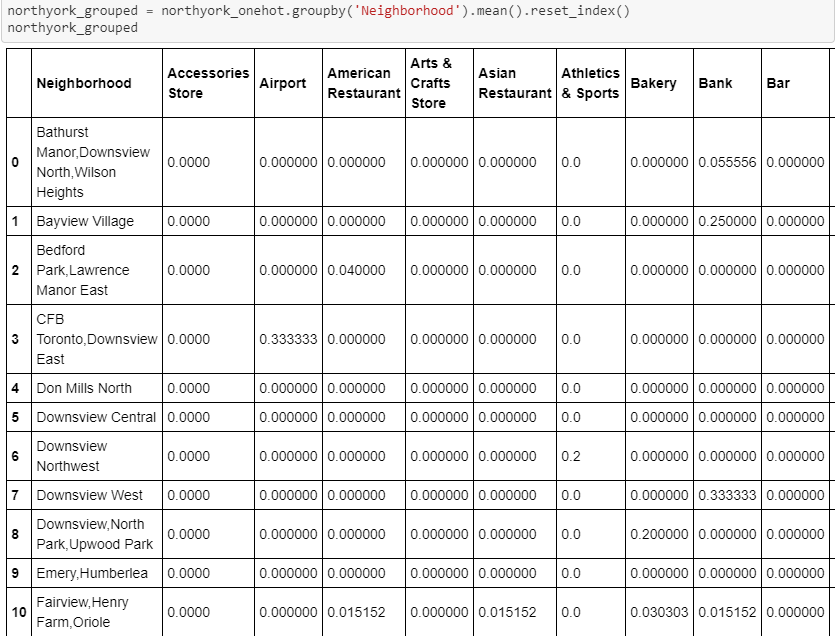 northyork_grouped = northyork_onehot.groupby('Neighborhood').mean().reset_index()
northyork_grouped
Neighborhood Accessories Store Airport American Restaurant Arts & Crafts Store Asian Restaurant Athletics & Sports Bakery Bank Bar
0 Bathurst Manor,Downsview North,Wilson Heights 0.0000 0.000000 0.000000 0.000000 0.000000 0.0 0.000000 0.055556 0.000000
1 Bayview Village 0.0000 0.000000 0.000000 0.000000 0.000000 0.0 0.000000 0.250000 0.000000
2 Bedford Park,Lawrence Manor East 0.0000 0.000000 0.040000 0.000000 0.000000 0.0 0.000000 0.000000 0.000000
3 CFB Toronto,Downsview East 0.0000 0.333333 0.000000 0.000000 0.000000 0.0 0.000000 0.000000 0.000000
4 Don Mills North 0.0000 0.000000 0.000000 0.000000 0.000000 0.0 0.000000 0.000000 0.000000
5 Downsview Central 0.0000 0.000000 0.000000 0.000000 0.000000 0.0 0.000000 0.000000 0.000000
6 Downsview Northwest 0.0000 0.000000 0.000000 0.000000 0.000000 0.2 0.000000 0.000000 0.000000
7 Downsview West 0.0000 0.000000 0.000000 0.000000 0.000000 0.0 0.000000 0.333333 0.000000
8 Downsview,North Park,Upwood Park 0.0000 0.000000 0.000000 0.000000 0.000000 0.0 0.200000 0.000000 0.000000
9 Emery,Humberlea 0.0000 0.000000 0.000000 0.000000 0.000000 0.0 0.000000 0.000000 0.000000
10 Fairview,Henry Farm,Oriole 0.0000 0.000000 0.015152 0.000000 0.015152 0.0 0.030303 0.015152 0.000000